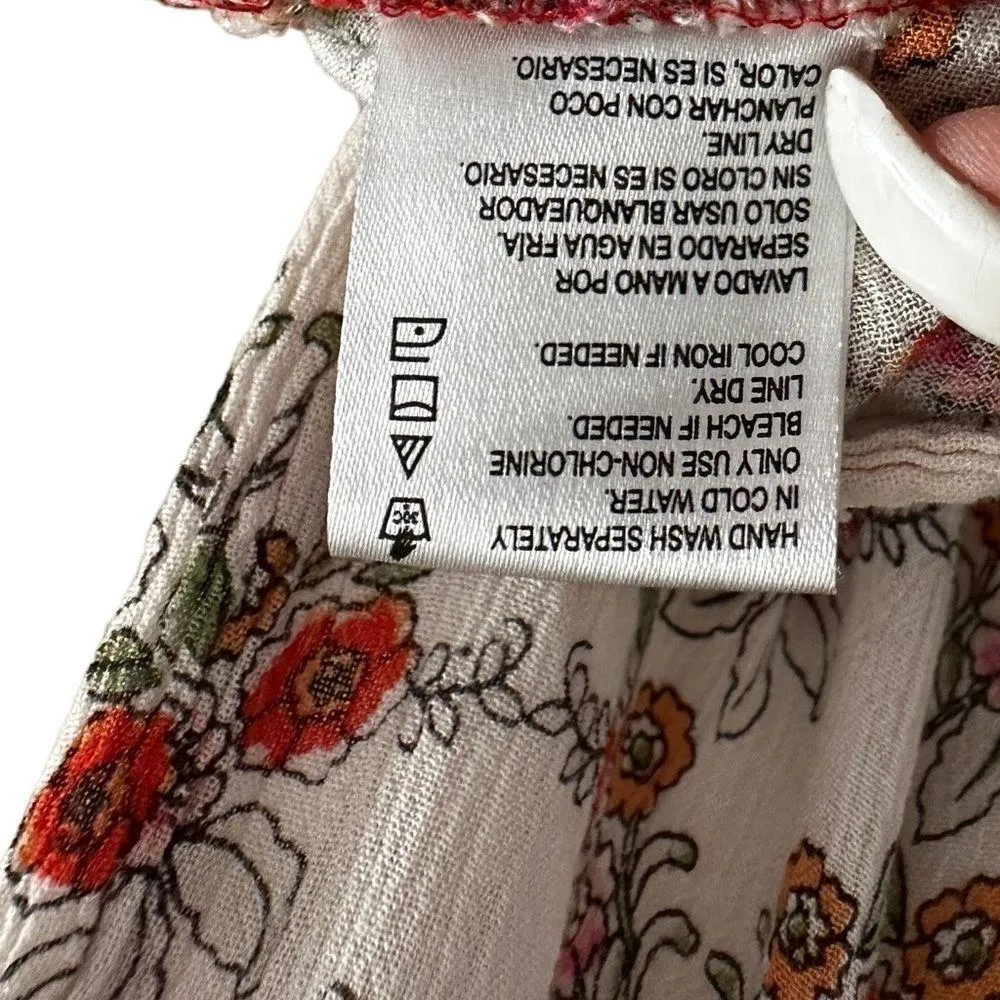 HAND WASH SEPARATELY
IN COLD WATER.
ONLY USE NON-CHLORINE
BLEACH IF NEEDED.
LINE DRY.
COOL IRON IF NEEDED.
LAVADO A MANO POR
SEPARADO EN AGUA FRÍA.
SOLO USAR BLANQUEADOR
SIN CLORO SI ES NECESARIO.
DRY LINE.
PLANCHAR CON POCO
CALOR, SI ES NECESARIO.
30C